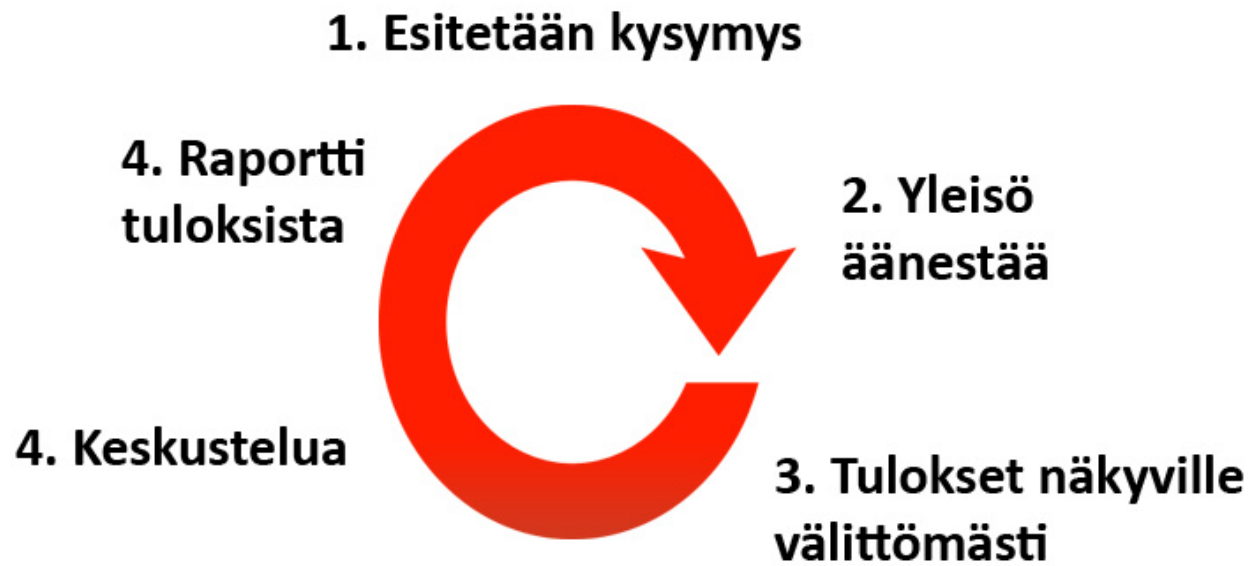 1. Esitetään kysymys
2. Yleisö
äänestää
3. Tulokset näkyville
välittömästi
4. Keskustelua
4. Raportti
tuloksista